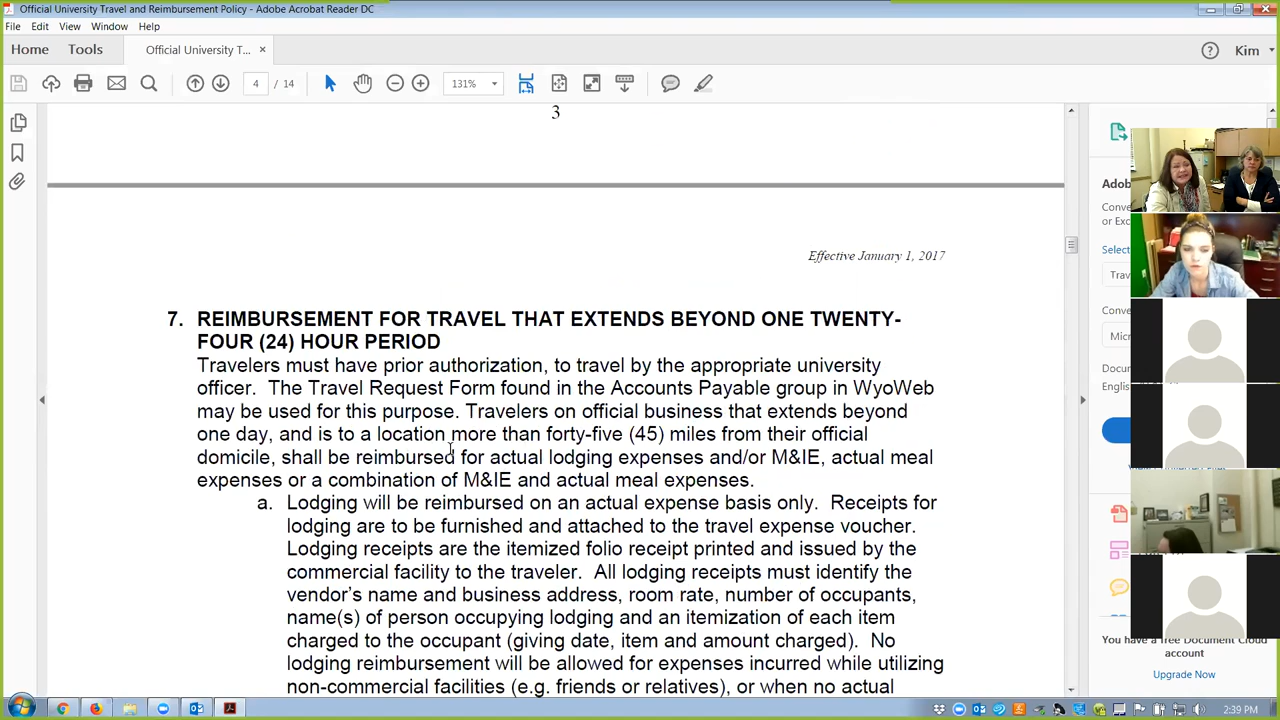 Official University Travel and Reimbursement Policy - Adobe Acrobat Reader DC
File Edit View Window Help
Home Tools Official University T... × Kim
4 / 14 131%
3
Effective January 1, 2017
7. REIMBURSEMENT FOR TRAVEL THAT EXTENDS BEYOND ONE TWENTY-
FOUR (24) HOUR PERIOD
Travelers must have prior authorization, to travel by the appropriate university
officer. The Travel Request Form found in the Accounts Payable group in WyoWeb
may be used for this purpose. Travelers on official business that extends beyond
one day, and is to a location more than forty-five (45) miles from their official
domicile, shall be reimbursed for actual lodging expenses and/or M&IE, actual meal
expenses or a combination of M&IE and actual meal expenses.
a. Lodging will be reimbursed on an actual expense basis only. Receipts for
lodging are to be furnished and attached to the travel expense voucher.
Lodging receipts are the itemized folio receipt printed and issued by the
commercial facility to the traveler. All lodging receipts must identify the
vendor's name and business address, room rate, number of occupants,
name(s) of person occupying lodging and an itemization of each item
charged to the occupant (giving date, item and amount charged). No
lodging reimbursement will be allowed for expenses incurred while utilizing
non-commercial facilities (e.g. friends or relatives), or when no actual
Adob
Conve
or Exc
Select
Trav
Conve
Micr
Docum
English
You have a free Document Cloud
account
Upgrade Now
2:39 PM